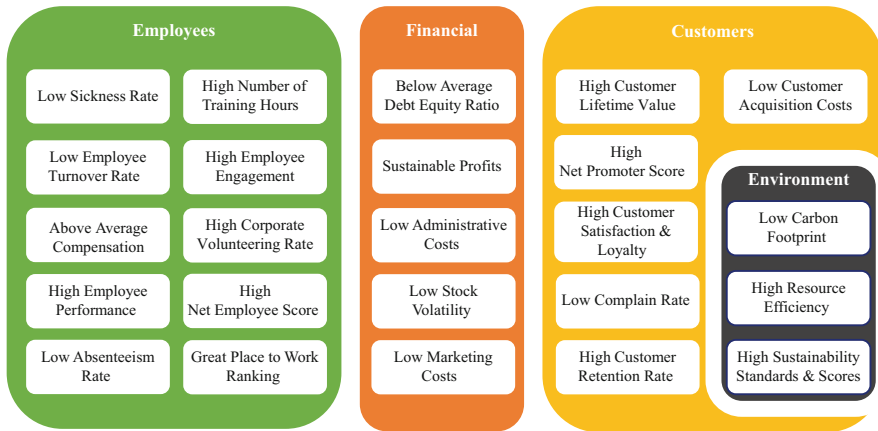 Employees
Low Sickness Rate
High Number of
Training Hours
Low Employee
Turnover Rate
High Employee
Engagement
Above Average
Compensation
High Corporate
Volunteering Rate
High Employee
Performance
High
Net Employee Score
Low Absenteeism
Rate
Great Place to Work
Ranking
Financial
Below Average
Debt Equity Ratio
Sustainable Profits
Low Administrative
Costs
Low Stock
Volatility
Low Marketing
Costs
Customers
High Customer
Lifetime Value
Low Customer
Acquisition Costs
High
Net Promoter Score
High Customer
Satisfaction &
Loyalty
Low Complain Rate
High Customer
Retention Rate
Environment
Low Carbon
Footprint
High Resource
Efficiency
High Sustainability
Standards & Scores